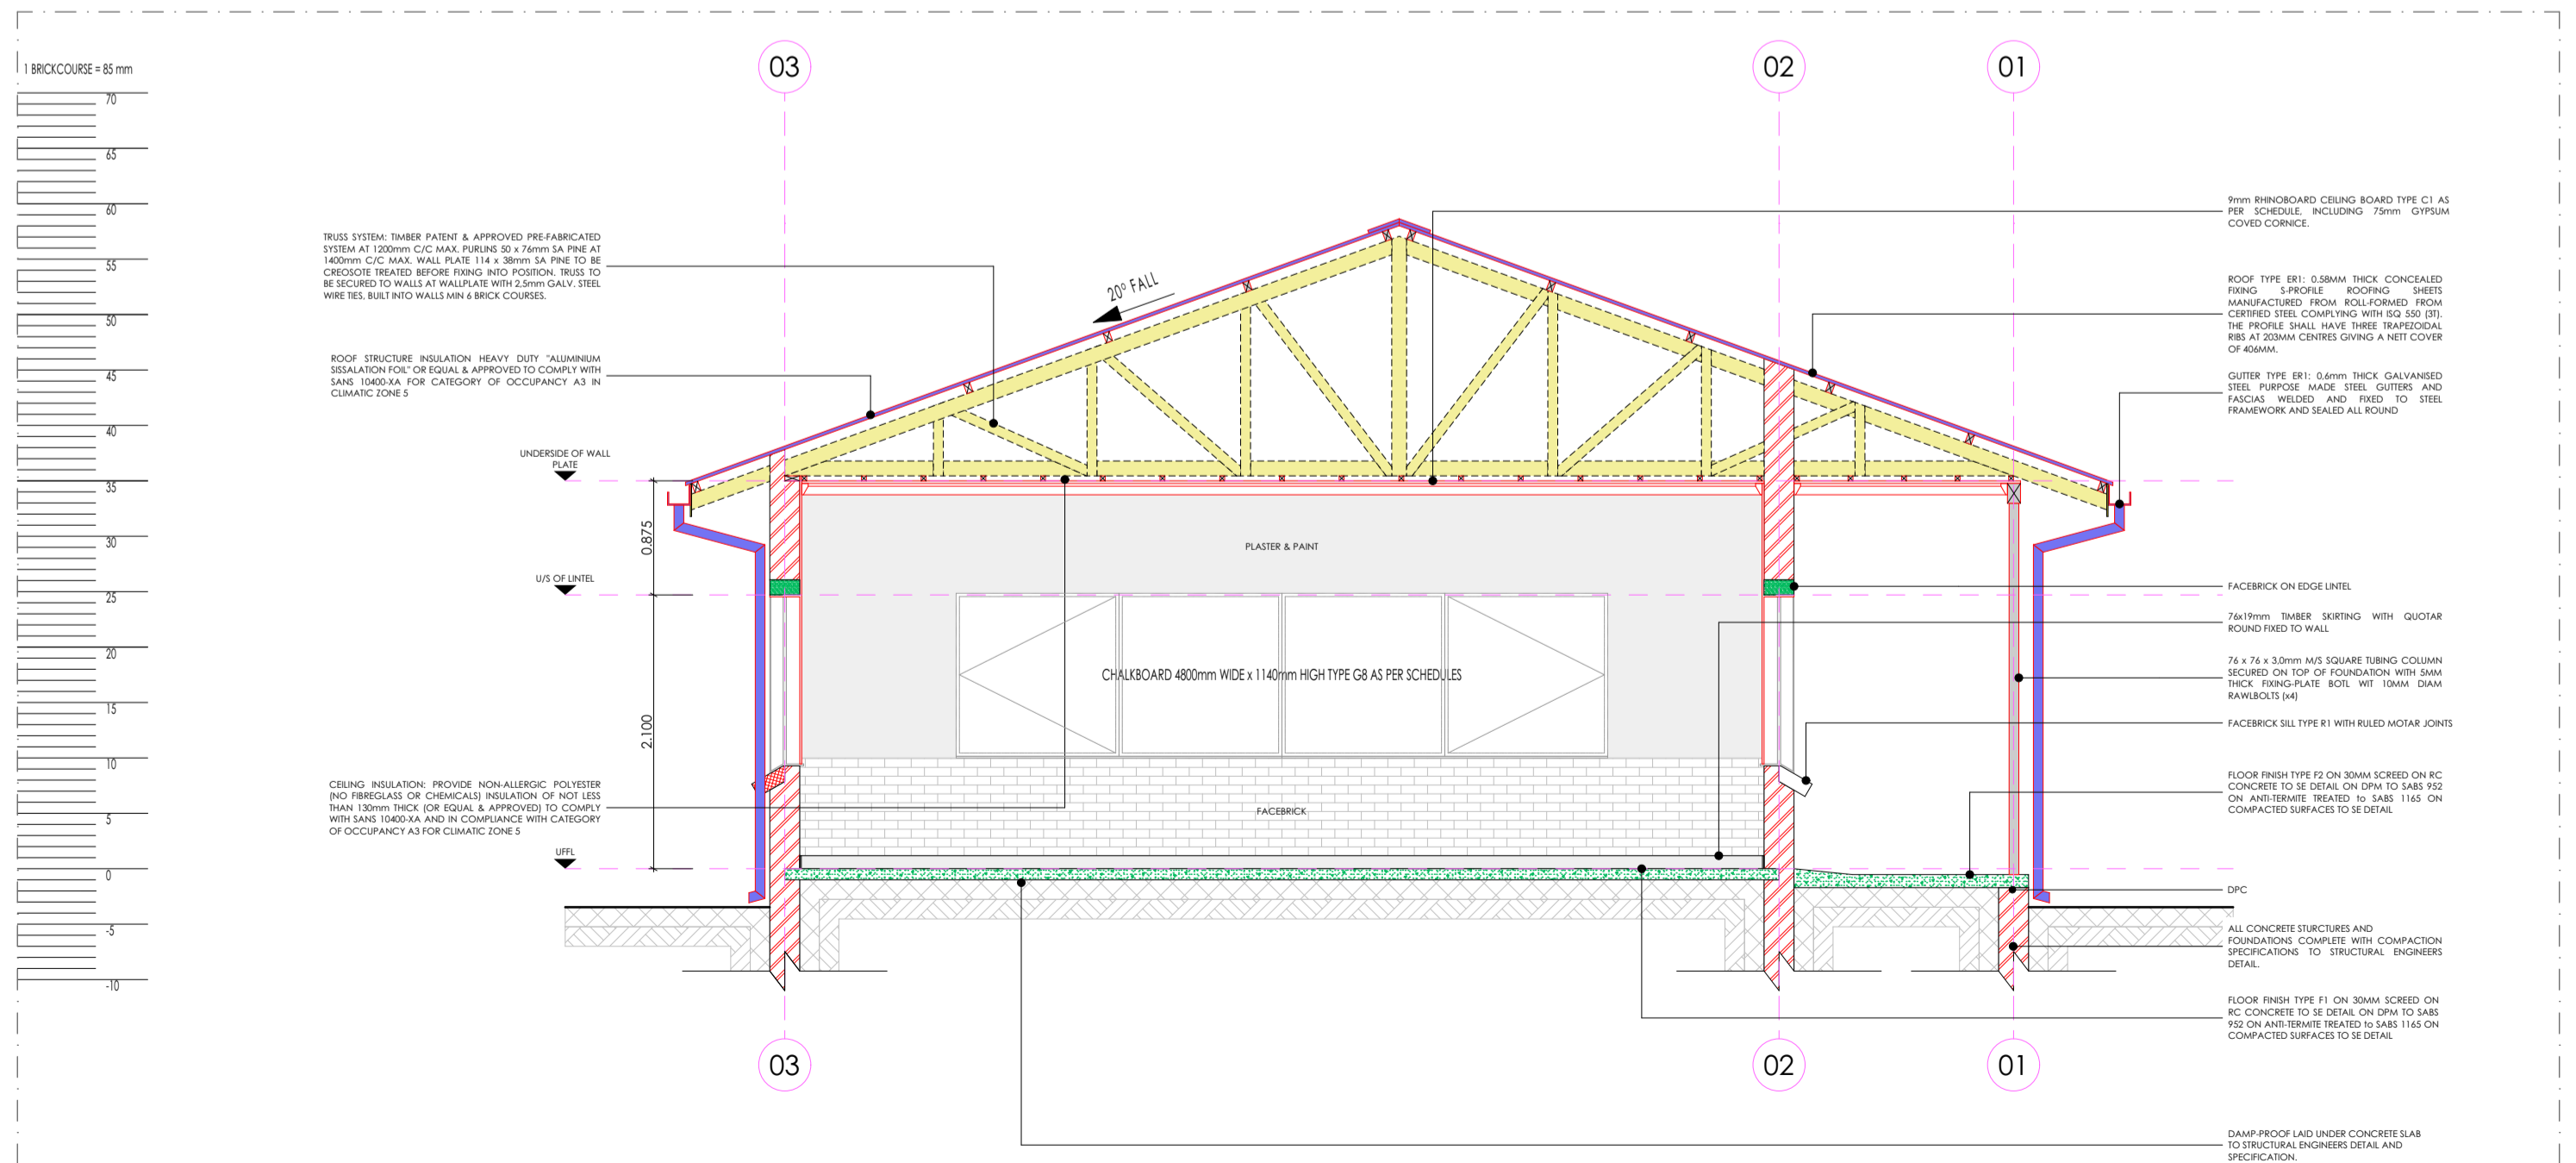 03
02
01
1 BRICKCOURSE = 85 mm
70
65
60
55
50
45
40
35
30
25
20
15
10
5
0
-5
-10
TRUSS SYSTEM: TIMBER PATENT & APPROVED PRE-FABRICATED
SYSTEM AT 1200mm C/C MAX. PURLINS 50 x 76mm SA PINE AT
1400mm C/C MAX. WALL PLATE 114 x 38mm SA PINE TO BE
CREOSOTE TREATED BEFORE FIXING INTO POSITION. TRUSS TO
BE SECURED TO WALLS AT WALLPLATE WITH 2,5mm GALV. STEEL
WIRE TIES, BUILT INTO WALLS MIN 6 BRICK COURSES.
ROOF STRUCTURE INSULATION HEAVY DUTY "ALUMINIUM
SISSALATION FOIL" OR EQUAL & APPROVED TO COMPLY WITH
SANS 10400-XA FOR CATEGORY OF OCCUPANCY A3 IN
CLIMATIC ZONE 5
UNDERSIDE OF WALL
PLATE
0.875
U/S OF LINTEL
2.100
CEILING INSULATION: PROVIDE NON-ALLERGIC POLYESTER
(NO FIBREGLASS OR CHEMICALS) INSULATION OF NOT LESS
THAN 130mm THICK (OR EQUAL & APPROVED) TO COMPLY
WITH SANS 10400-XA AND IN COMPLIANCE WITH CATEGORY
OF OCCUPANCY A3 FOR CLIMATIC ZONE 5
UFFL
20° FALL
PLASTER & PAINT
CHALKBOARD 4800mm WIDE x 1140mm HIGH TYPE G8 AS PER SCHEDULES
FACEBRICK
9mm RHINOBOARD CEILING BOARD TYPE C1 AS
PER SCHEDULE, INCLUDING 75mm GYPSUM
COVED CORNICE.
ROOF TYPE ER1: 0.58MM THICK CONCEALED
FIXING S-PROFILE ROOFING SHEETS
MANUFACTURED FROM ROLL-FORMED FROM
CERTIFIED STEEL COMPLYING WITH ISQ 550 (3T).
THE PROFILE SHALL HAVE THREE TRAPEZOIDAL
RIBS AT 203MM CENTRES GIVING A NETT COVER
OF 406MM.
GUTTER TYPE ER1: 0,6mm THICK GALVANISED
STEEL PURPOSE MADE STEEL GUTTERS AND
FASCIAS WELDED AND FIXED TO STEEL
FRAMEWORK AND SEALED ALL ROUND
FACEBRICK ON EDGE LINTEL
76x19mm TIMBER SKIRTING WITH QUOTAR
ROUND FIXED TO WALL
76 x 76 x 3,0mm M/S SQUARE TUBING COLUMN
SECURED ON TOP OF FOUNDATION WITH 5MM
THICK FIXING-PLATE BOTL WIT 10MM DIAM
RAWLBOLTS (x4)
FACEBRICK SILL TYPE R1 WITH RULED MOTAR JOINTS
FLOOR FINISH TYPE F2 ON 30MM SCREED ON RC
CONCRETE TO SE DETAIL ON DPM TO SABS 952
ON ANTI-TERMITE TREATED to SABS 1165 ON
COMPACTED SURFACES TO SE DETAIL
DPC
ALL CONCRETE STURCTURES AND
FOUNDATIONS COMPLETE WITH COMPACTION
SPECIFICATIONS TO STRUCTURAL ENGINEERS
DETAIL.
FLOOR FINISH TYPE F1 ON 30MM SCREED ON
RC CONCRETE TO SE DETAIL ON DPM TO SABS
952 ON ANTI-TERMITE TREATED to SABS 1165 ON
COMPACTED SURFACES TO SE DETAIL
DAMP-PROOF LAID UNDER CONCRETE SLAB
TO STRUCTURAL ENGINEERS DETAIL AND
SPECIFICATION.
03
02
01